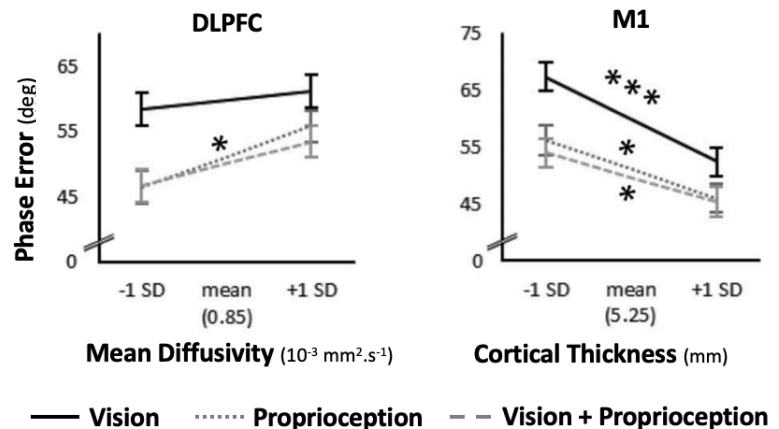 DLPFC
Phase Error (deg)
65
55
45
0
-1 SD mean +1 SD
(0.85)
Mean Diffusivity (10⁻³ mm².s⁻¹)
*
M1
75
65
55
45
0
-1 SD mean +1 SD
(5.25)
Cortical Thickness (mm)
***
*
*
Vision Proprioception Vision + Proprioception